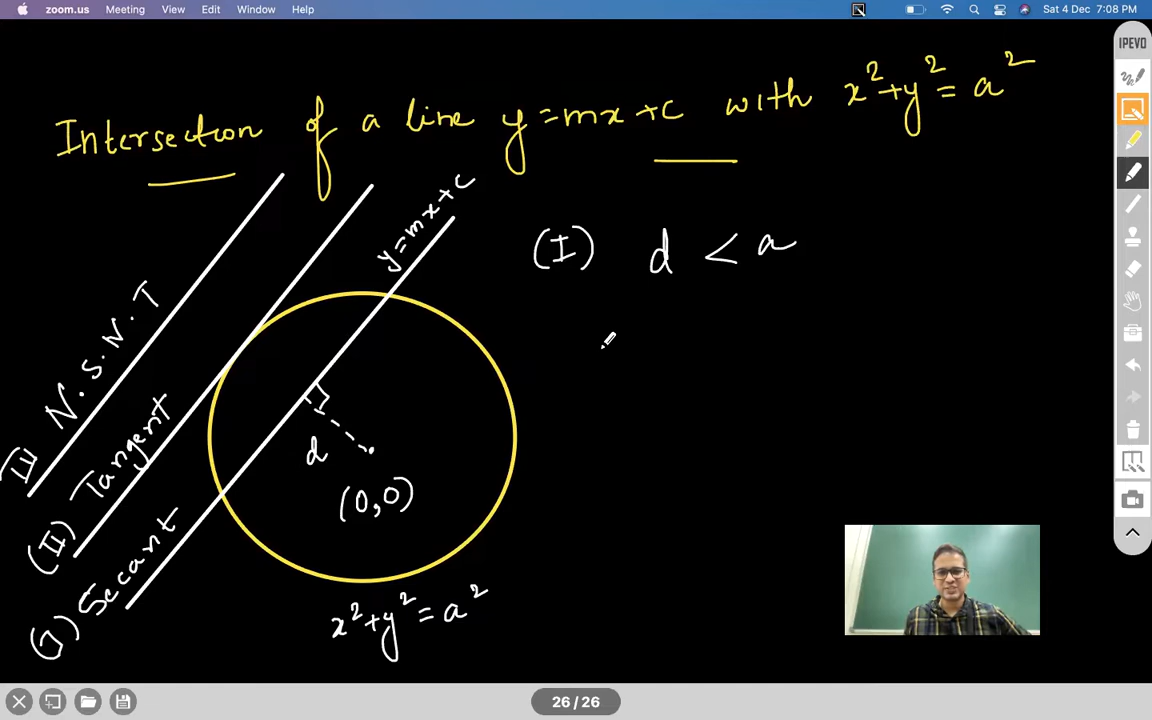 zoom.us Meeting View Edit Window Help Sat 4 Dec 7:08 PM
IPEVO
Intersection of a line y=mx+c with x²+y²=a²
y=mx+c
(I) d < a
III N.S.N.T
(II) Tangent
(I) Secant
d
(0,0)
x²+y²=a²
26/26